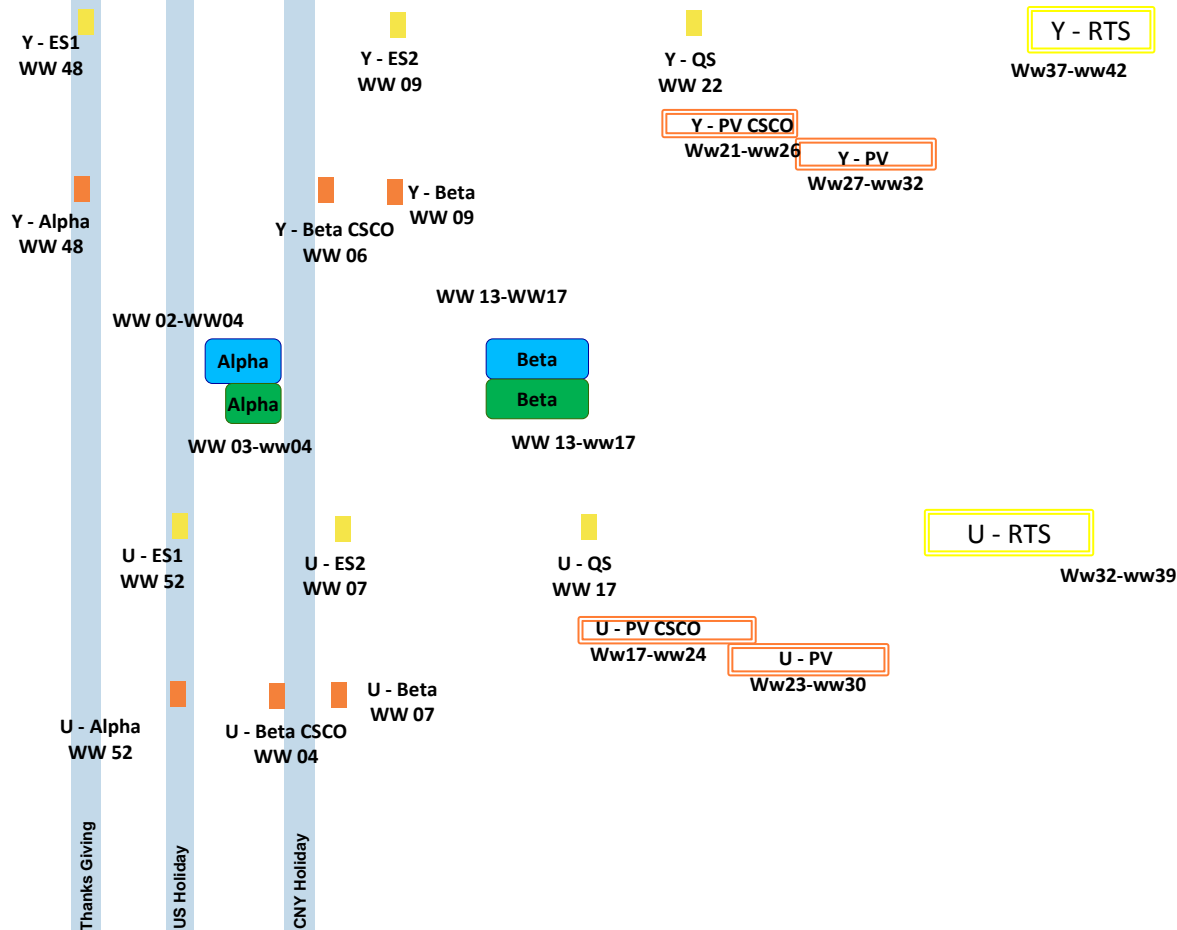 Y - ES1
WW 48
Y - ES2
WW 09
Y - QS
WW 22
Y - RTS
Ww37-ww42
Y - PV CSCO
Ww21-ww26
Y - PV
Ww27-ww32
Y - Alpha
WW 48
Y - Beta CSCO
WW 06
Y - Beta
WW 09
WW 13-WW17
WW 02-WW04
Alpha
Beta
Alpha
Beta
WW 03-ww04
WW 13-ww17
U - ES1
WW 52
U - ES2
WW 07
U - QS
WW 17
U - RTS
Ww32-ww39
U - PV CSCO
Ww17-ww24
U - PV
Ww23-ww30
U - Alpha
WW 52
U - Beta CSCO
WW 04
U - Beta
WW 07
Thanks Giving
US Holiday
CNY Holiday